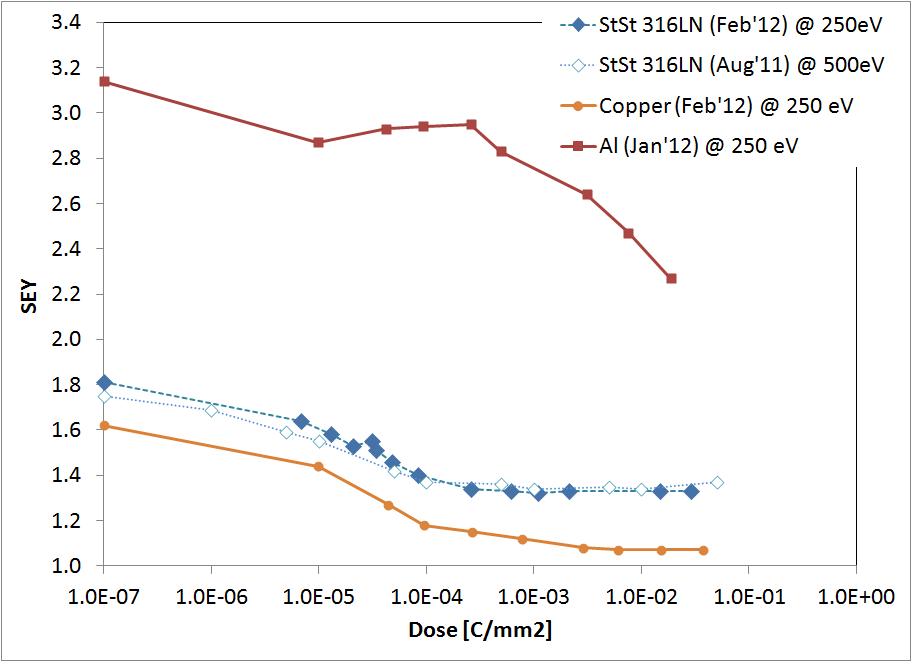 StSt 316LN (Feb'12) @ 250eV
StSt 316LN (Aug'11) @ 500eV
Copper (Feb'12) @ 250 eV
Al (Jan'12) @ 250 eV
3.4
3.2
3.0
2.8
2.6
2.4
2.2
2.0
1.8
1.6
1.4
1.2
1.0
SEY
1.0E-07 1.0E-06 1.0E-05 1.0E-04 1.0E-03 1.0E-02 1.0E-01 1.0E+00
Dose [C/mm2]